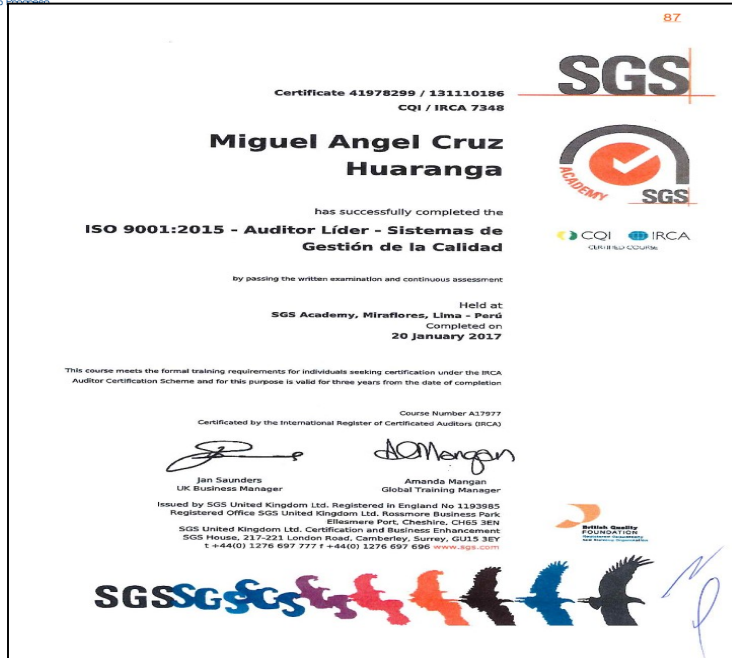 87
SGS
Certificate 41978299 / 131110186
CQI / IRCA 7348
Miguel Angel Cruz
Huaranga
ACADEMY
SGS
has successfully completed the
ISO 9001:2015 - Auditor Líder - Sistemas de
Gestión de la Calidad
CQI IRCA
CERTIFIED COURSE
by passing the written examination and continuous assessment
Held at
SGS Academy, Miraflores, Lima - Perú
Completed on
20 January 2017
This course meets the formal training requirements for individuals seeking certification under the IRCA
Auditor Certification Scheme and for this purpose is valid for three years from the date of completion
Course Number A17977
Certificated by the International Register of Certificated Auditors (IRCA)
Jan Saunders
UK Business Manager
Amanda Mangan
Global Training Manager
Issued by SGS United Kingdom Ltd. Registered in England No 1193985
Registered Office SGS United Kingdom Ltd. Rossmore Business Park
Ellesmere Port, Cheshire, CH65 3EN
SGS United Kingdom Ltd. Certification and Business Enhancement
SGS House, 217-221 London Road, Camberley, Surrey, GU15 3EY
t +44(0) 1276 697 777 f +44(0) 1276 697 696 www.sgs.com
British Quality
FOUNDATION
SGSSGSSCS